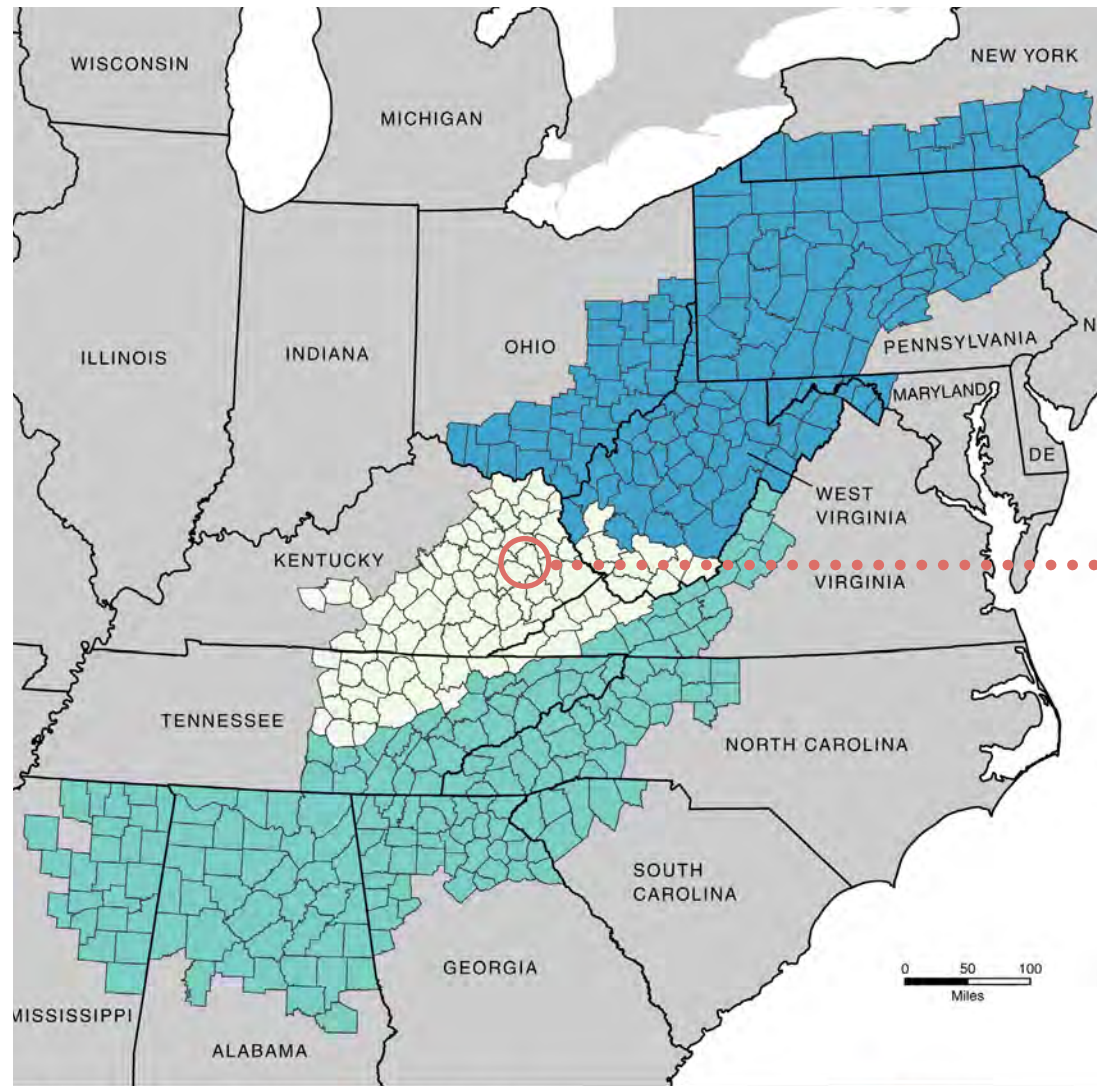 WISCONSIN
NEW YORK
MICHIGAN
ILLINOIS
INDIANA
OHIO
PENNSYLVANIA
N
MARYLAND
DE
WEST
VIRGINIA
KENTUCKY
VIRGINIA
TENNESSEE
NORTH CAROLINA
SOUTH
CAROLINA
GEORGIA
0 50 100
Miles
MISSISSIPPI
ALABAMA